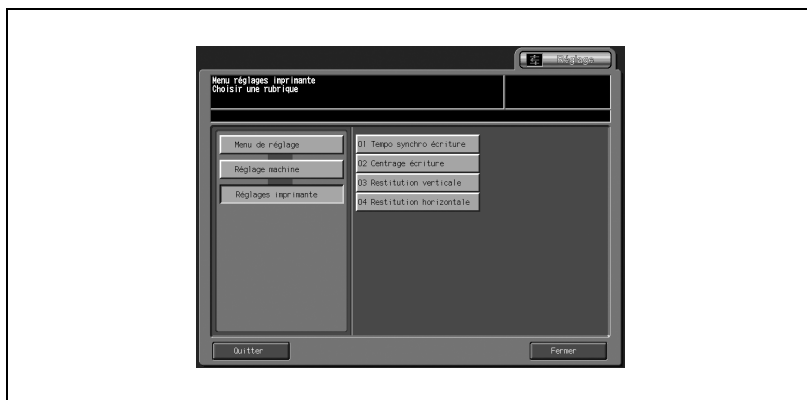 Réglage
Menu réglages imprimante
Choisir une rubrique
Menu de réglage
Réglage machine
Réglages imprimante
01 Tempo synchro écriture
02 Centrage écriture
03 Restitution verticale
04 Restitution horizontale
Quitter
Fermer